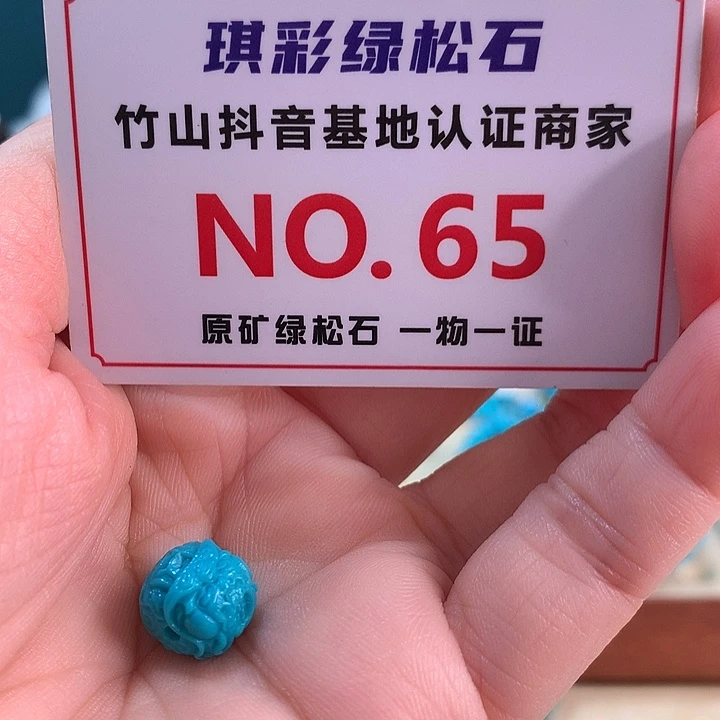 琪彩绿松石
竹山抖音基地认证商家
NO. 65
原矿绿松石 一物一证